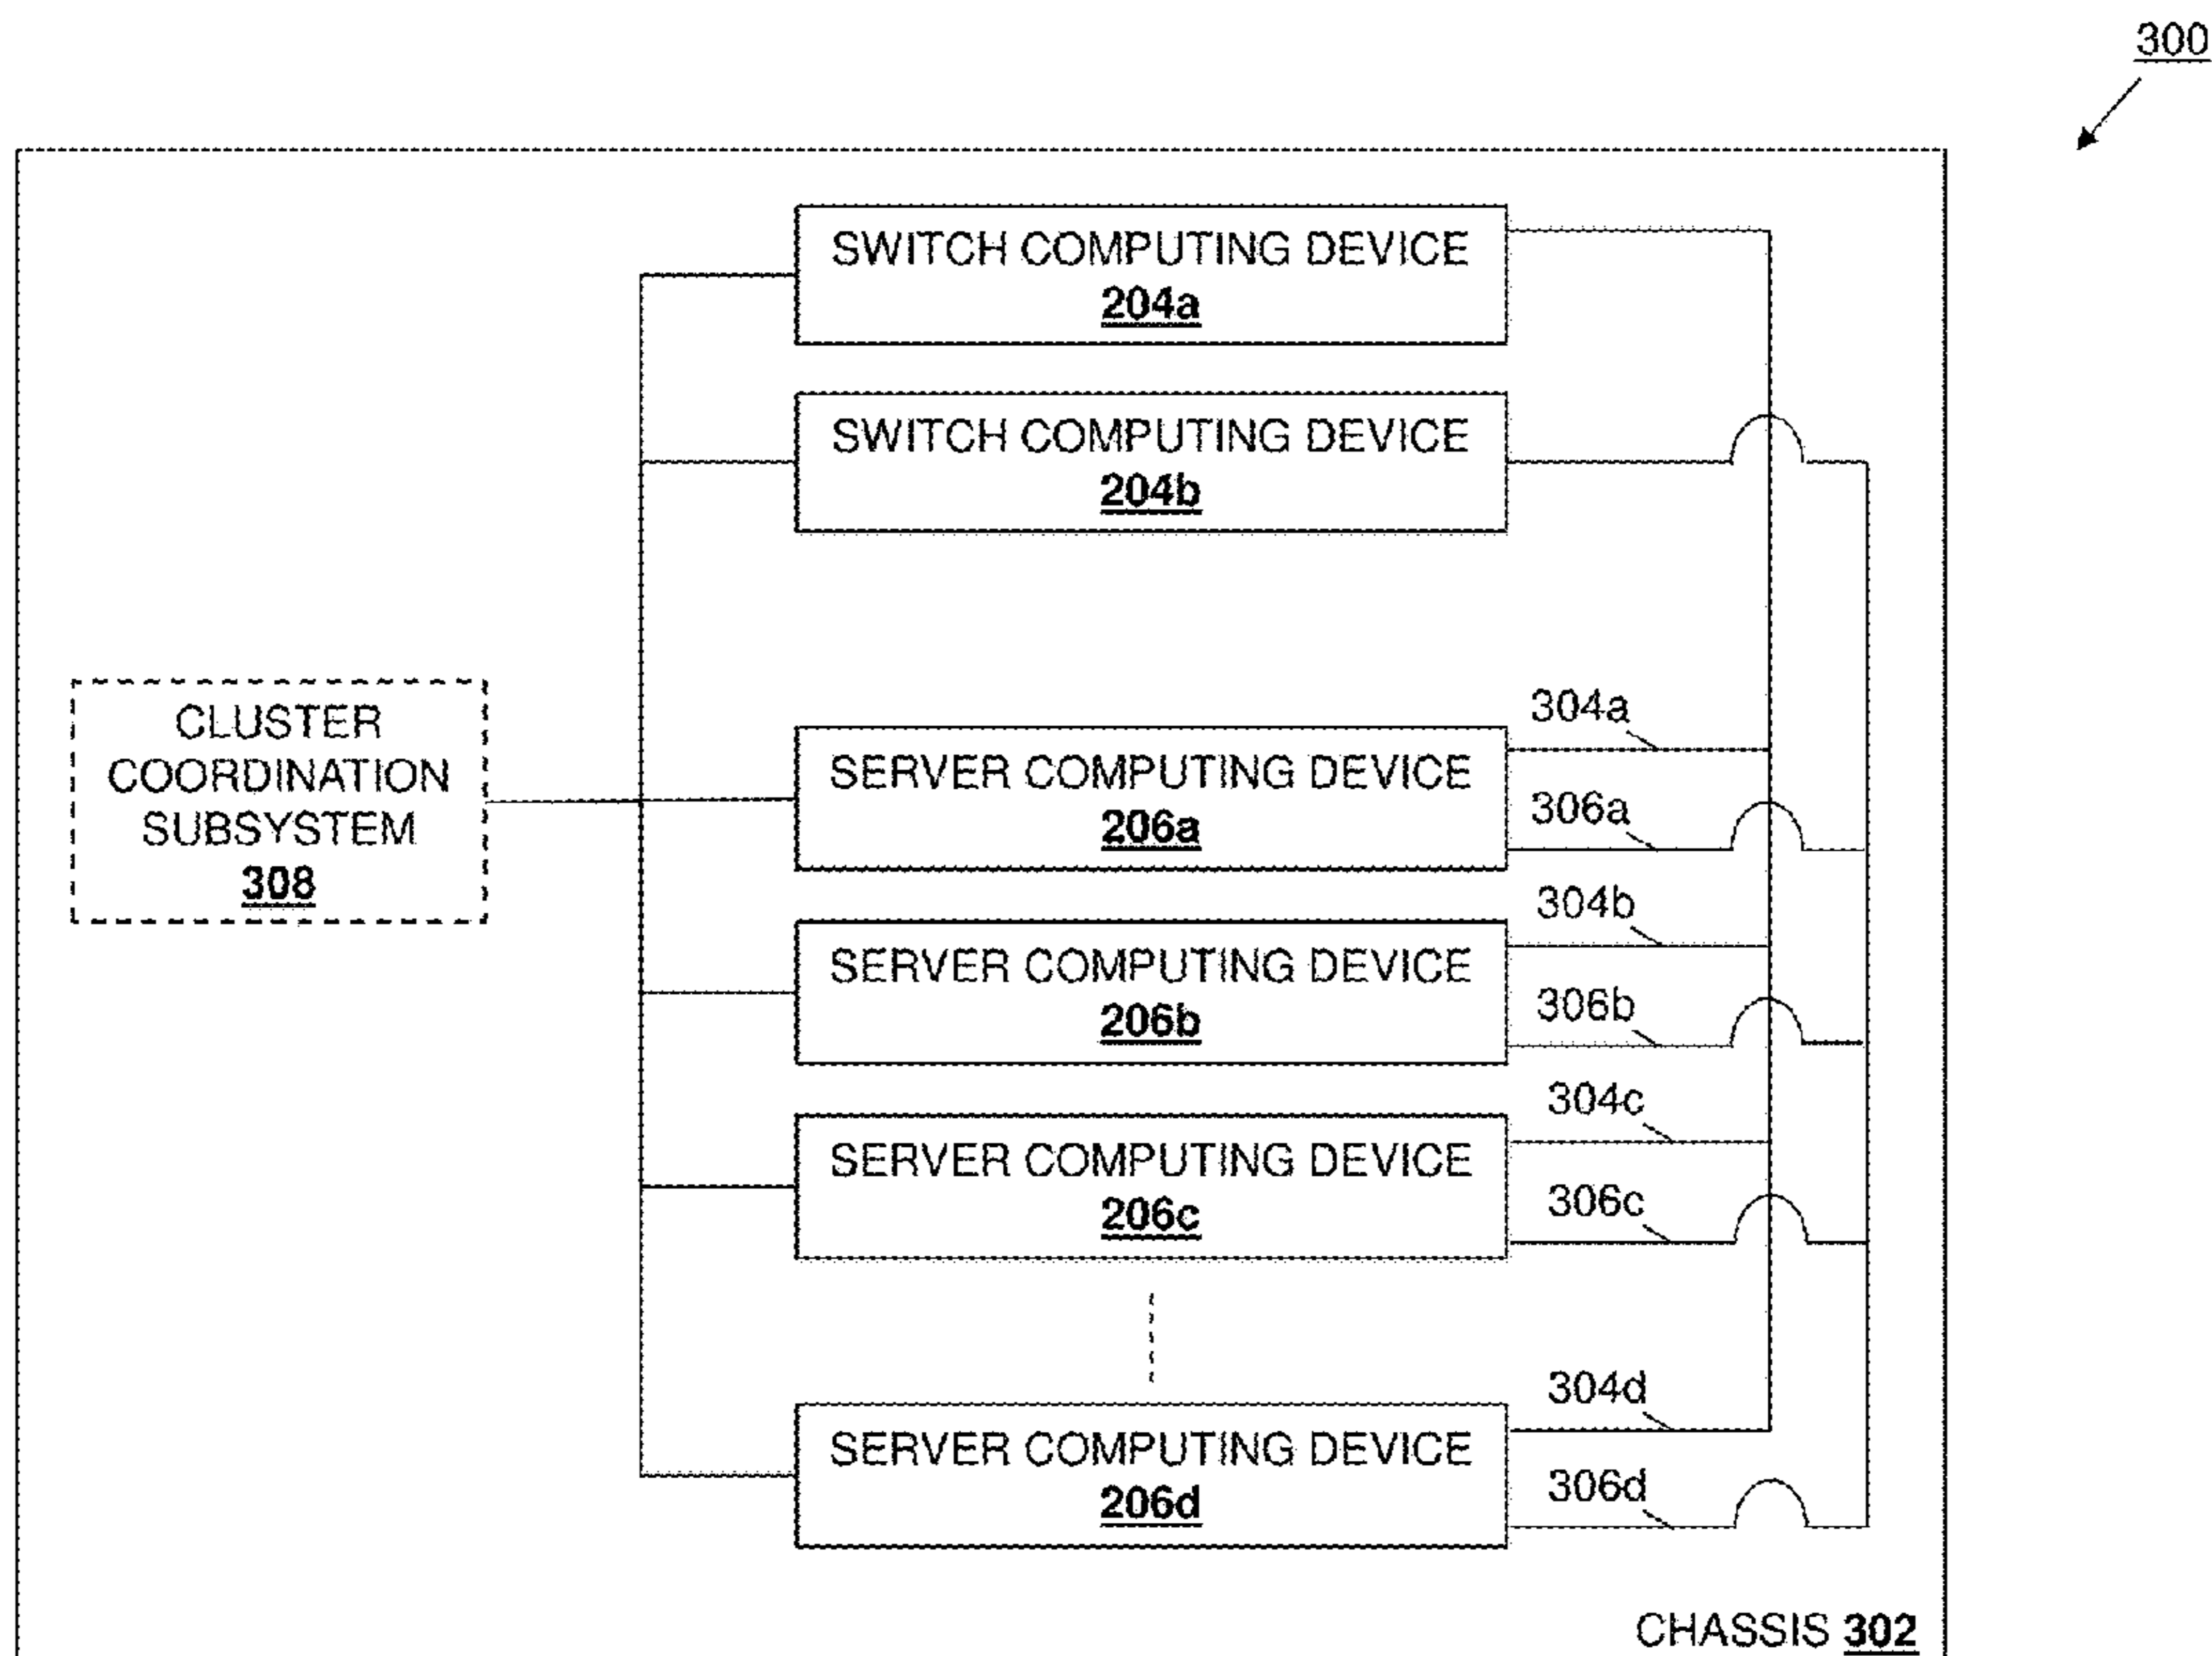 300
SWITCH COMPUTING DEVICE
204a
SWITCH COMPUTING DEVICE
204b
CLUSTER
COORDINATION
SUBSYSTEM
308
SERVER COMPUTING DEVICE
206a
304a
306a
SERVER COMPUTING DEVICE
206b
304b
306b
SERVER COMPUTING DEVICE
206c
304c
306c
SERVER COMPUTING DEVICE
206d
304d
306d
CHASSIS 302